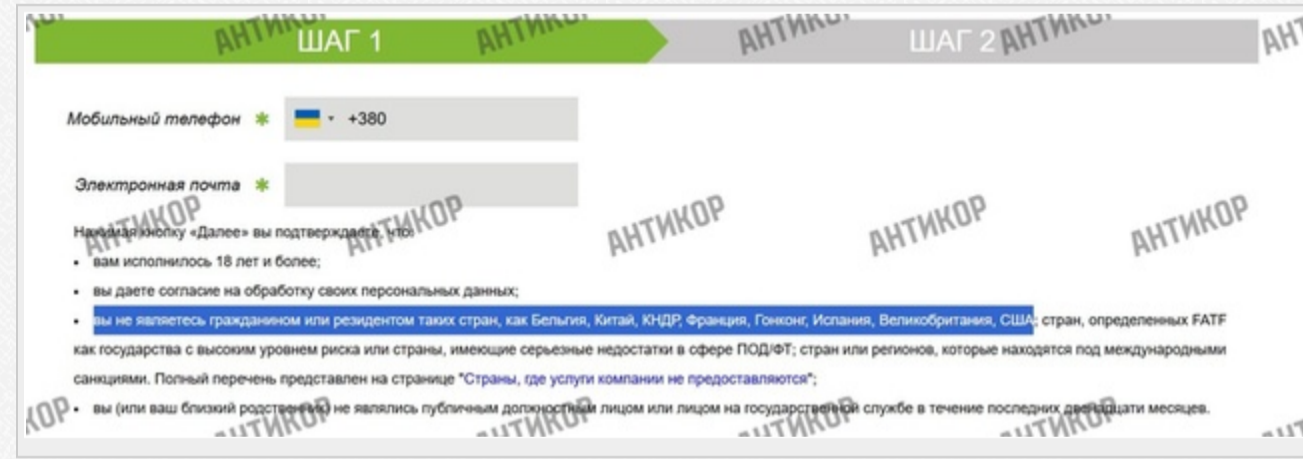 ШАГ 1 ШАГ 2
Мобильный телефон * +380
Электронная почта *
Нажимая кнопку «Далее» вы подтверждаете, что:
• вам исполнилось 18 лет и более;
• вы даете согласие на обработку своих персональных данных;
• вы не являетесь гражданином или резидентом таких стран, как Бельгия, Китай, КНДР, Франция, Гонконг, Испания, Великобритания, США; стран, определенных FATF
как государства с высоким уровнем риска или страны, имеющие серьезные недостатки в сфере ПОД/ФТ; стран или регионов, которые находятся под международными
санкциями. Полный перечень представлен на странице "Страны, где услуги компании не предоставляются";
• вы (или ваш близкий родственник) не являлись публичным должностным лицом или лицом на государственной службе в течение последних двенадцати месяцев.
АНТИКОР